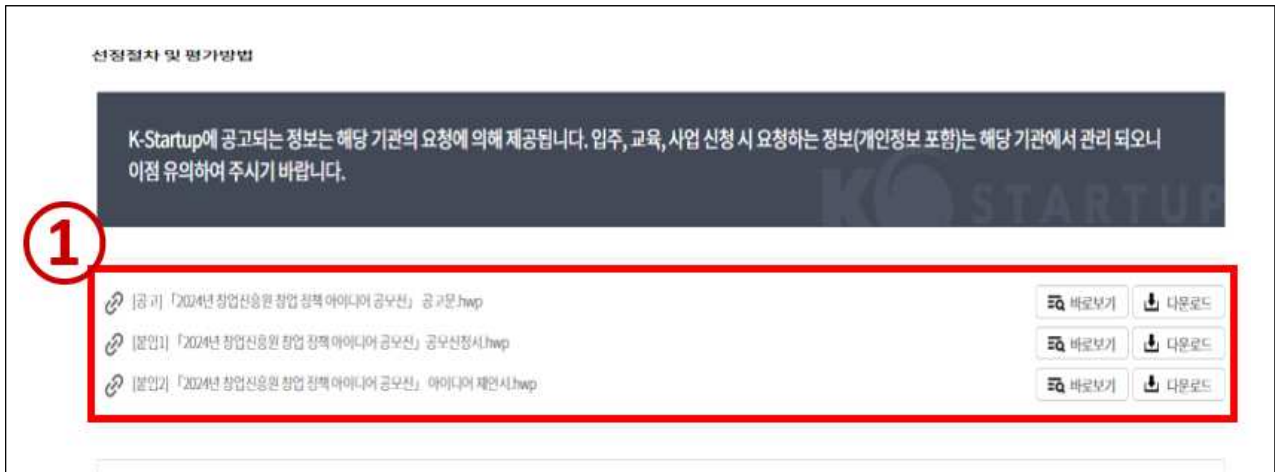 선정절차 및 평가방법
K-Startup에 공고되는 정보는 해당 기관의 요청에 의해 제공됩니다. 입주, 교육, 사업 신청 시 요청하는 정보(개인정보 포함)는 해당 기관에서 관리 되오니
이점 유의하여 주시기 바랍니다.
K STARTUP
①
[공고] 「2024년 창업진흥원 창업 정책 아이디어 공모전」 공고문.hwp 바로보기 다운로드
[붙임1] 「2024년 창업진흥원 창업 정책 아이디어 공모전」 공모신청서.hwp 바로보기 다운로드
[붙임2] 「2024년 창업진흥원 창업 정책 아이디어 공모전」 아이디어 제안서.hwp 바로보기 다운로드